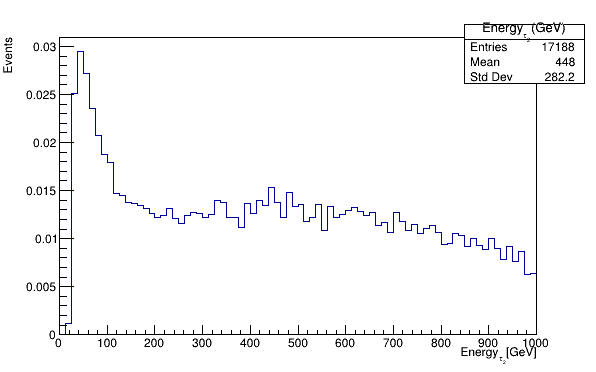 Energy_τ₂ (GeV)
Entries 17188
Mean 448
Std Dev 282.2
Events
0.03
0.025
0.02
0.015
0.01
0.005
0
0 100 200 300 400 500 600 700 800 900 1000
Energy_τ₂ [GeV]